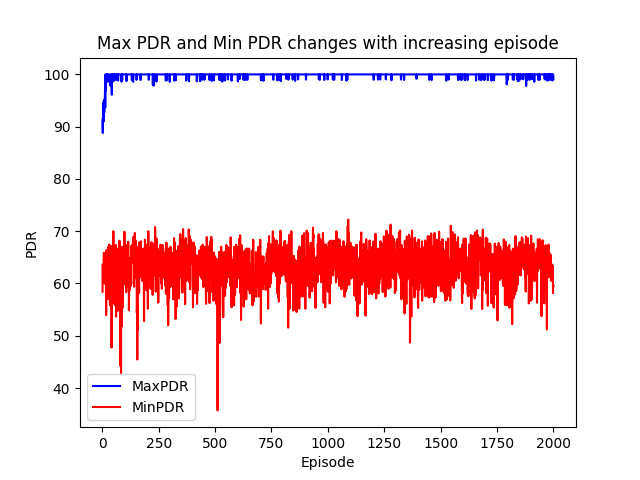 Max PDR and Min PDR changes with increasing episode
100
90
80
70
60
50
40
PDR
MaxPDR
MinPDR
0 250 500 750 1000 1250 1500 1750 2000
Episode